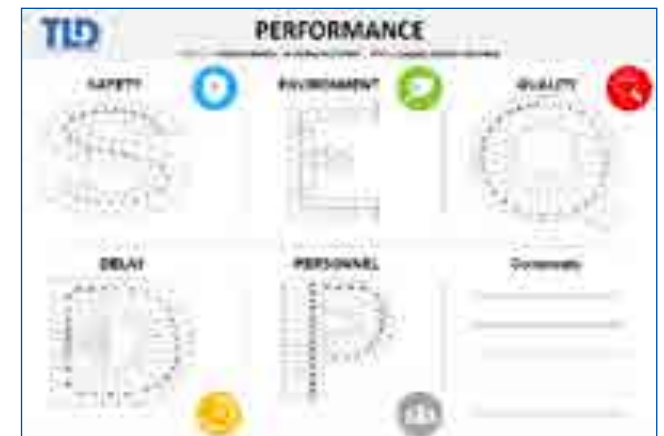 TLD
PERFORMANCE
SAFETY
ENVIRONMENT
QUALITY
S
E
Q
DELAY
PERSONNEL
Comments
D
P